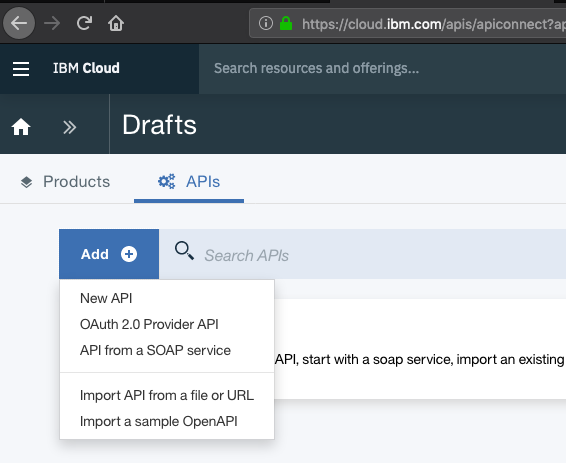 https://cloud.ibm.com/apis/apiconnect?ap
IBM Cloud
Search resources and offerings...
Drafts
Products
APIs
Add
Search APIs
New API
OAuth 2.0 Provider API
API from a SOAP service
API, start with a soap service, import an existing
Import API from a file or URL
Import a sample OpenAPI